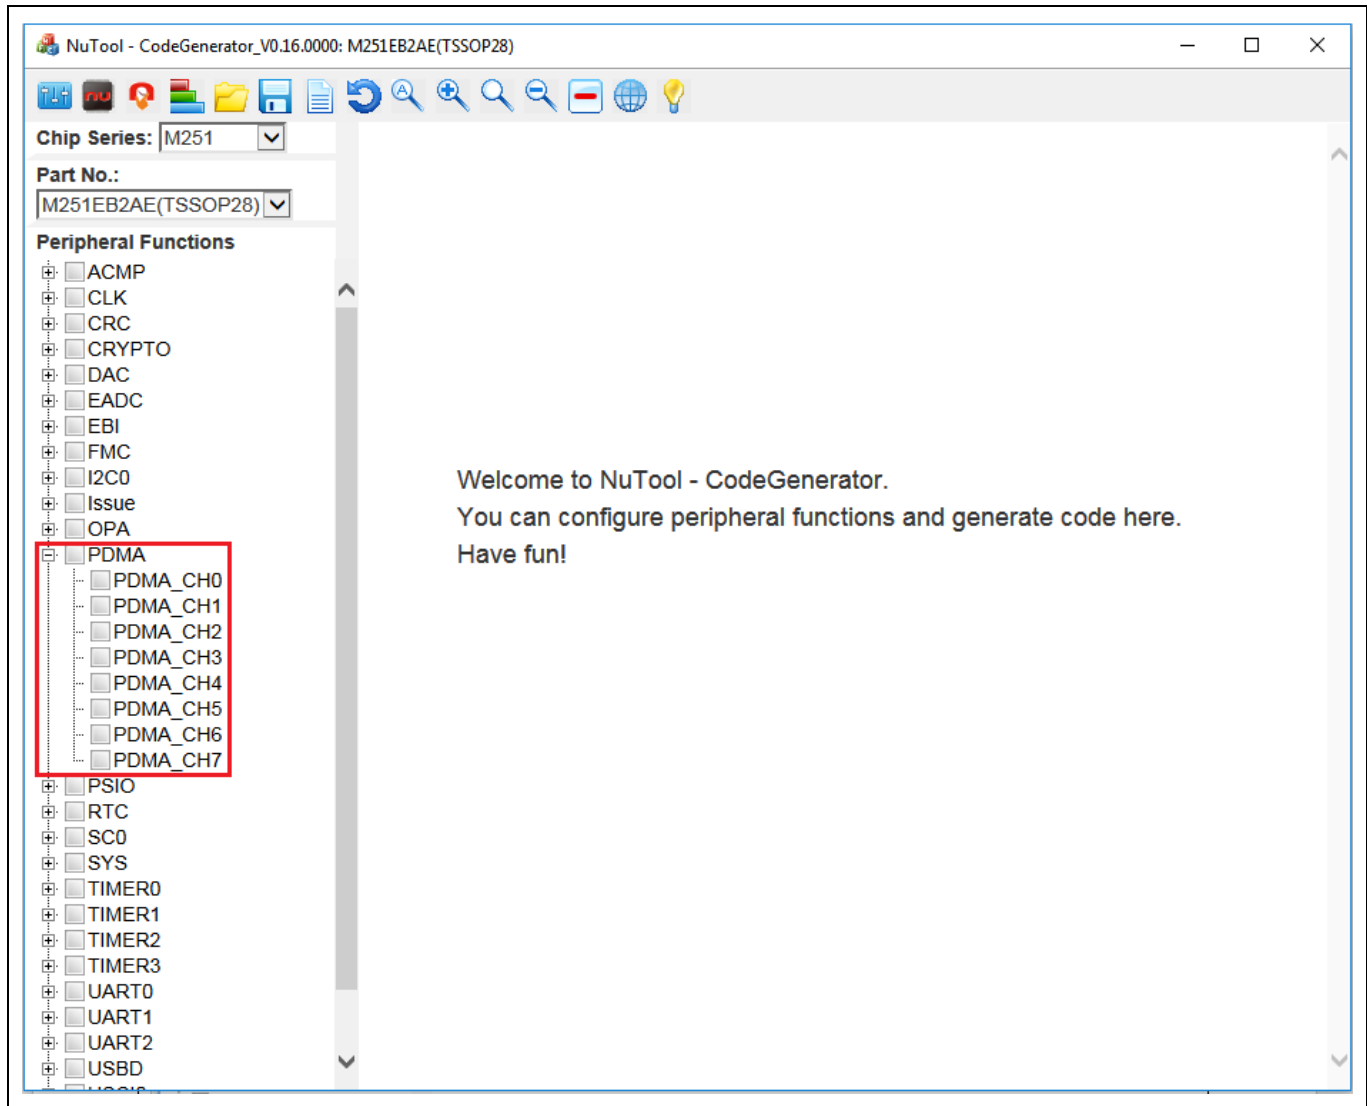 NuTool - CodeGenerator_V0.16.0000: M251EB2AE(TSSOP28)
nu
Chip Series: M251
Part No.:
M251EB2AE(TSSOP28)
Peripheral Functions
ACMP
CLK
CRC
CRYPTO
DAC
EADC
EBI
FMC
I2C0
Issue
OPA
PDMA
PDMA_CH0
PDMA_CH1
PDMA_CH2
PDMA_CH3
PDMA_CH4
PDMA_CH5
PDMA_CH6
PDMA_CH7
PSIO
RTC
SC0
SYS
TIMER0
TIMER1
TIMER2
TIMER3
UART0
UART1
UART2
USBD
Welcome to NuTool - CodeGenerator.
You can configure peripheral functions and generate code here.
Have fun!